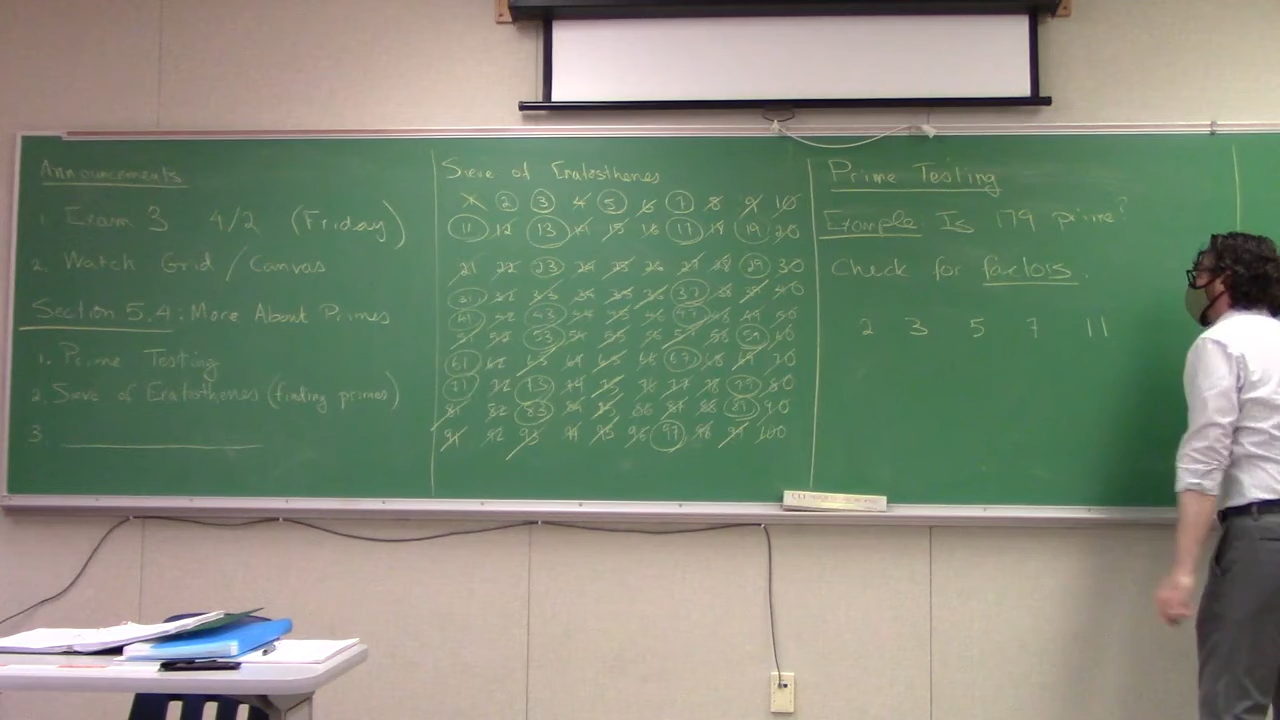 Announcements
1. Exam 3 4/2 (Friday)
2. Watch Grid / Canvas
Section 5.4: More About Primes
1. Prime Testing
2. Sieve of Eratosthenes (finding primes)
3.
Sieve of Eratosthenes
1 2 3 4 5 6 7 8 9 10
11 12 13 14 15 16 17 18 19 20
21 22 23 24 25 26 27 28 29 30
31 32 33 34 35 36 37 38 39 40
41 42 43 44 45 46 47 48 49 50
51 52 53 54 55 56 57 58 59 60
61 62 63 64 65 66 67 68 69 70
71 72 73 74 75 76 77 78 79 80
81 82 83 84 85 86 87 88 89 90
91 92 93 94 95 96 97 98 99 100
Prime Testing
Example: Is 179 prime?
Check for factors.
2 3 5 7 11